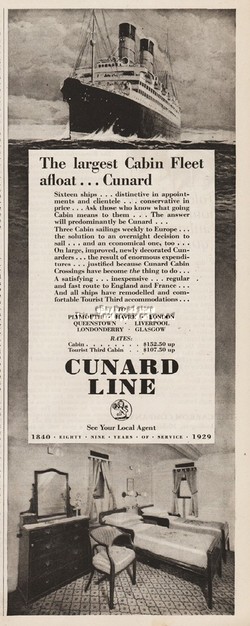 The largest Cabin Fleet
afloat . . . Cunard
Sixteen ships . . . distinctive in appoint-
ments and clientele . . . conservative in
price . . . Ask those who know what going
Cabin means to them . . . The answer
will predominantly be Cunard . . .
Three Cabin sailings weekly to Europe . . .
the solution to an overnight decision to
sail . . . and an economical one, too . . .
On large, improved, newly decorated Cun-
arders . . . the result of enormous expendi-
tures . . . justified because Cunard Cabin
Crossings have become the thing to do . . .
A satisfying . . . inexpensive . . . regular
and fast route to England and France . . .
And all ships have remodelled and com-
fortable Tourist Third accommodations . . .
PLYMOUTH · HAVRE · LONDON
QUEENSTOWN · LIVERPOOL
LONDONDERRY · GLASGOW
RATES:
Cabin . . . . . . . . . $152.50 up
Tourist Third Cabin . . . $107.50 up
CUNARD
LINE
See Your Local Agent
1840 · EIGHTY · NINE · YEARS · OF · SERVICE · 1929